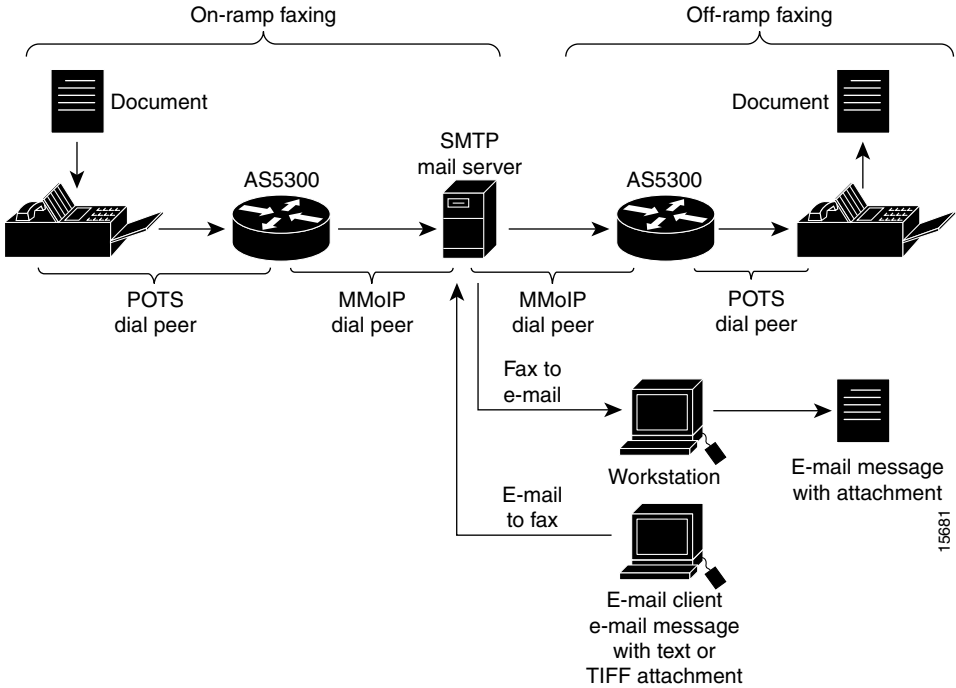 On-ramp faxing
Off-ramp faxing
Document
Document
SMTP
mail server
AS5300
AS5300
POTS
dial peer
MMoIP
dial peer
MMoIP
dial peer
POTS
dial peer
Fax to
e-mail
Workstation
E-mail message
with attachment
E-mail
to fax
15681
E-mail client
e-mail message
with text or
TIFF attachment